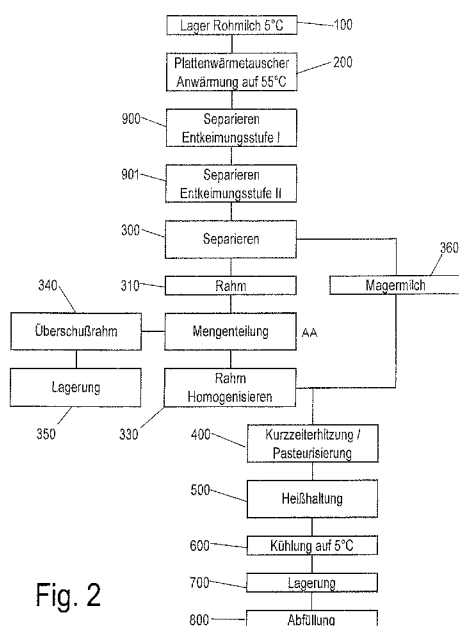 Lager Rohmilch 5°C
100
Plattenwärmetauscher
Anwärmung auf 55°C
200
900
Separieren
Entkeimungsstufe I
901
Separieren
Entkeimungsstufe II
300
Separieren
360
340
310
Rahm
Magermilch
Überschußrahm
Mengenteilung
AA
Lagerung
Rahm
Homogenisieren
350
330
400
Kurzzeiterhitzung /
Pasteurisierung
500
Heißhaltung
600
Kühlung auf 5°C
700
Lagerung
800
Abfüllung
Fig. 2